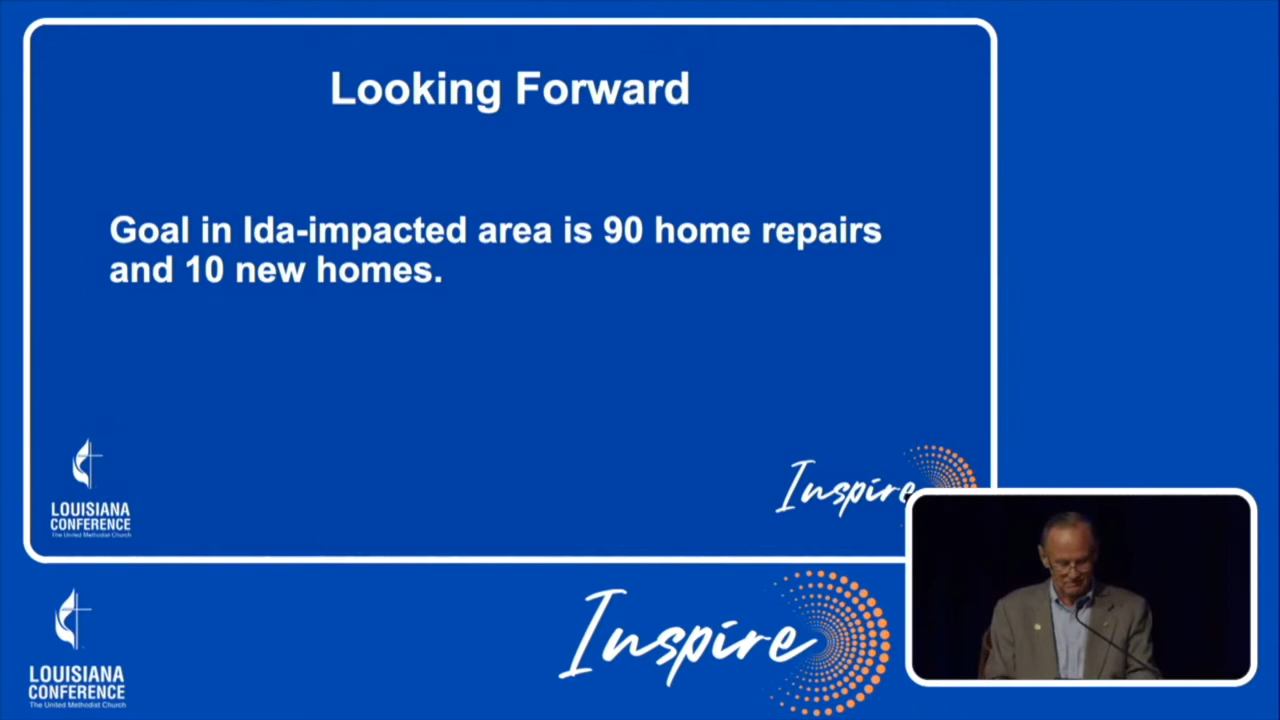 Looking Forward
Goal in Ida-impacted area is 90 home repairs
and 10 new homes.
LOUISIANA
CONFERENCE
The United Methodist Church
Inspire
LOUISIANA
CONFERENCE
The United Methodist Church
Inspire